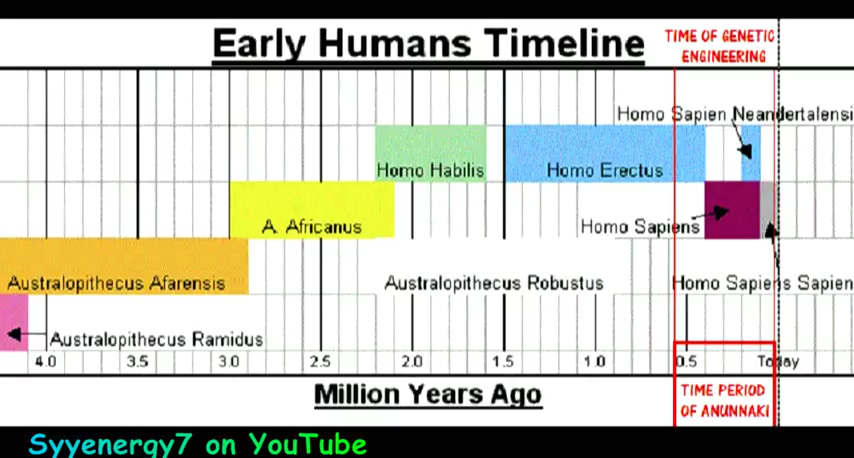 Early Humans Timeline
TIME OF GENETIC
ENGINEERING
Homo Sapien Neandertalensi
Homo Habilis
Homo Erectus
A. Africanus
Homo Sapiens
Australopithecus Afarensis
Australopithecus Robustus
Homo Sapiens Sapien
Australopithecus Ramidus
4.0 3.5 3.0 2.5 2.0 1.5 1.0 0.5 Today
Million Years Ago
TIME PERIOD
OF ANUNNAKI
Syyenergy7 on YouTube